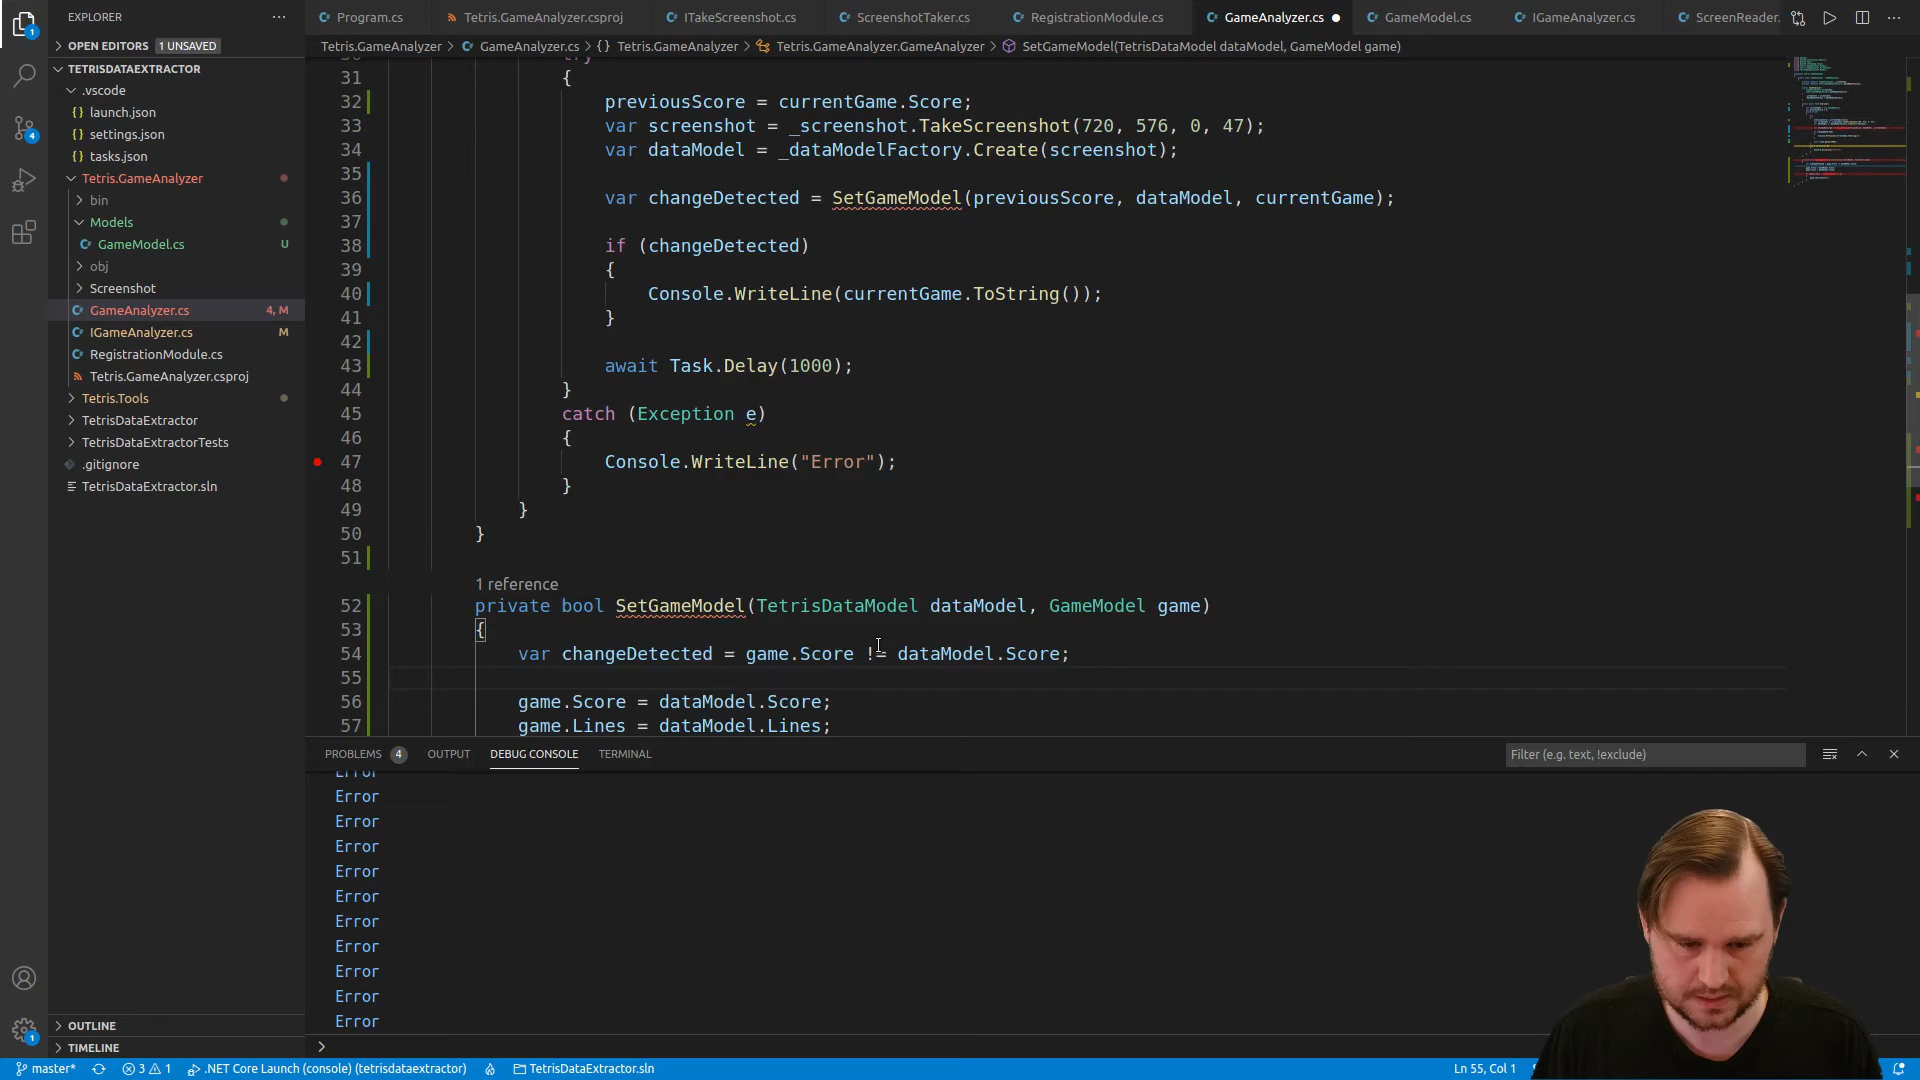 EXPLORER
Program.cs
Tetris.GameAnalyzer.csproj
ITakeScreenshot.cs
ScreenshotTaker.cs
RegistrationModule.cs
GameAnalyzer.cs
GameModel.cs
IGameAnalyzer.cs
ScreenReader.
OPEN EDITORS 1 UNSAVED
Tetris.GameAnalyzer > GameAnalyzer.cs > {} Tetris.GameAnalyzer > Tetris.GameAnalyzer.GameAnalyzer > SetGameModel(TetrisDataModel dataModel, GameModel game)
TETRISDATAEXTRACTOR
.vscode
launch.json
settings.json
tasks.json
Tetris.GameAnalyzer
bin
Models
GameModel.cs U
obj
Screenshot
GameAnalyzer.cs 4, M
IGameAnalyzer.cs M
RegistrationModule.cs
Tetris.GameAnalyzer.csproj
Tetris.Tools
TetrisDataExtractor
TetrisDataExtractorTests
.gitignore
TetrisDataExtractor.sln
OUTLINE
TIMELINE
try
31 {
32 previousScore = currentGame.Score;
33 var screenshot = _screenshot.TakeScreenshot(720, 576, 0, 47);
34 var dataModel = _dataModelFactory.Create(screenshot);
35
36 var changeDetected = SetGameModel(previousScore, dataModel, currentGame);
37
38 if (changeDetected)
39 {
40 Console.WriteLine(currentGame.ToString());
41 }
42
43 await Task.Delay(1000);
44 }
45 catch (Exception e)
46 {
47 Console.WriteLine("Error");
48 }
49 }
50 }
51
1 reference
52 private bool SetGameModel(TetrisDataModel dataModel, GameModel game)
53 {
54 var changeDetected = game.Score != dataModel.Score;
55
56 game.Score = dataModel.Score;
57 game.Lines = dataModel.Lines;
PROBLEMS 4 OUTPUT DEBUG CONSOLE TERMINAL
Filter (e.g. text, !exclude)
Error
Error
Error
Error
Error
Error
Error
Error
Error
Error
Error
master* 3 1 .NET Core Launch (console) (tetrisdataextractor) TetrisDataExtractor.sln Ln 55, Col 1